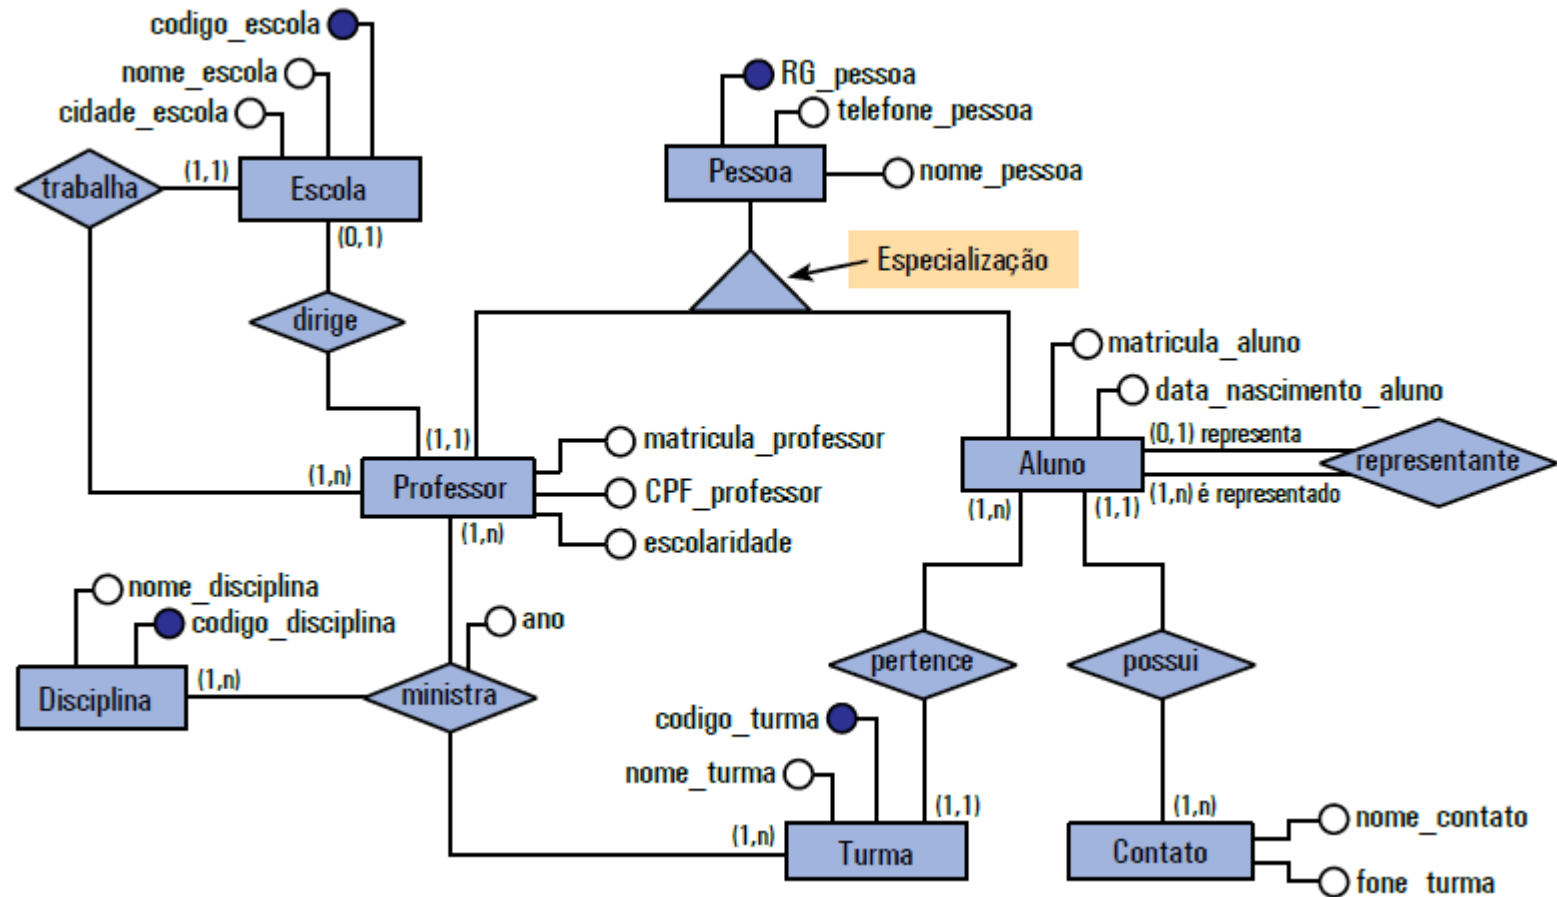 codigo_escola
nome_escola
cidade_escola
trabalha
(1,1)
Escola
(0,1)
dirige
RG_pessoa
telefone_pessoa
Pessoa
nome_pessoa
Especialização
matricula_aluno
data_nascimento_aluno
(0,1) representa
Aluno
representante
(1,n) é representado
(1,n)
(1,1)
(1,1)
matricula_professor
(1,n)
Professor
CPF_professor
(1,n)
escolaridade
nome_disciplina
codigo_disciplina
ano
(1,n)
Disciplina
ministra
pertence
possui
codigo_turma
nome_turma
(1,n)
(1,1)
Turma
(1,n)
nome_contato
Contato
fone_turma